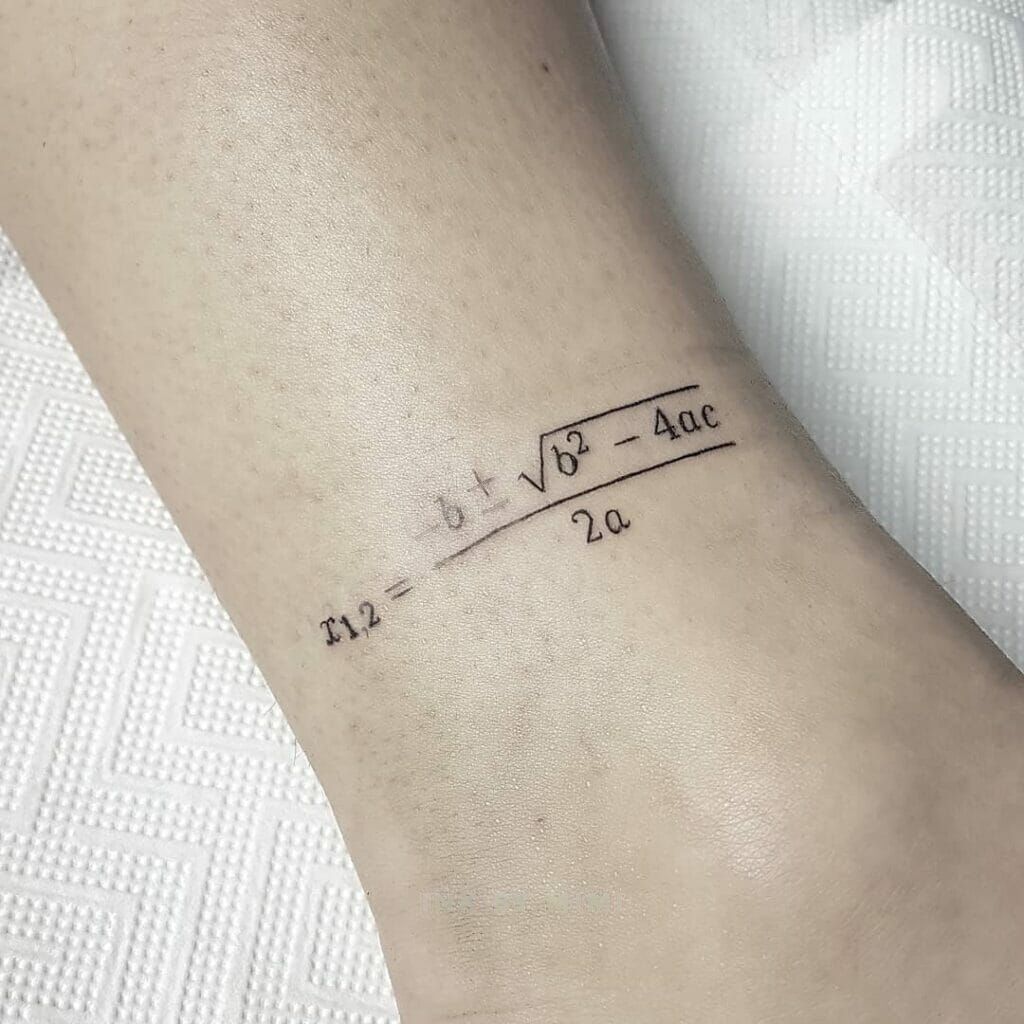 x₁,₂ = (-b ± √(b² - 4ac)) / 2a